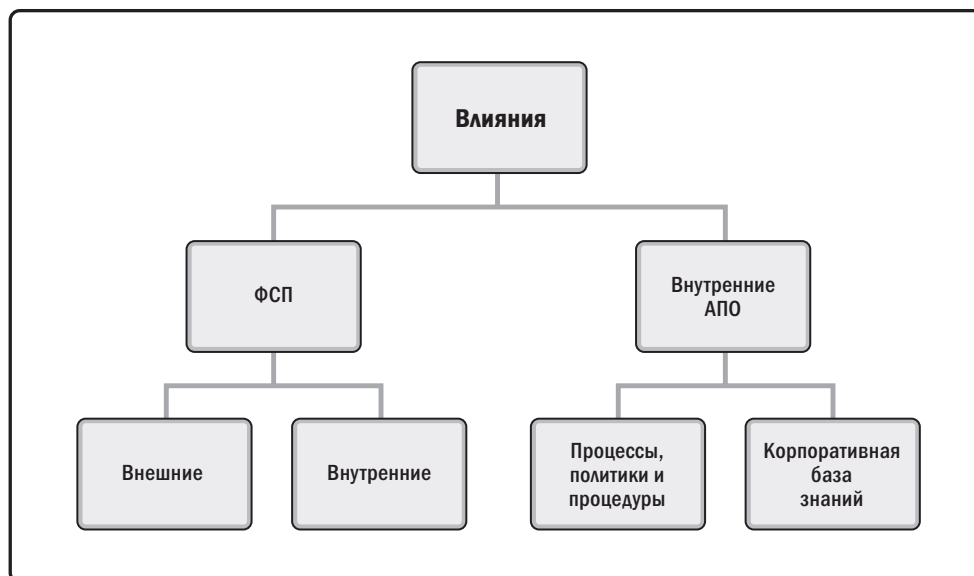 Влияния
ФСП
Внутренние
АПО
Внешние
Внутренние
Процессы,
политики и
процедуры
Корпоративная
база
знаний